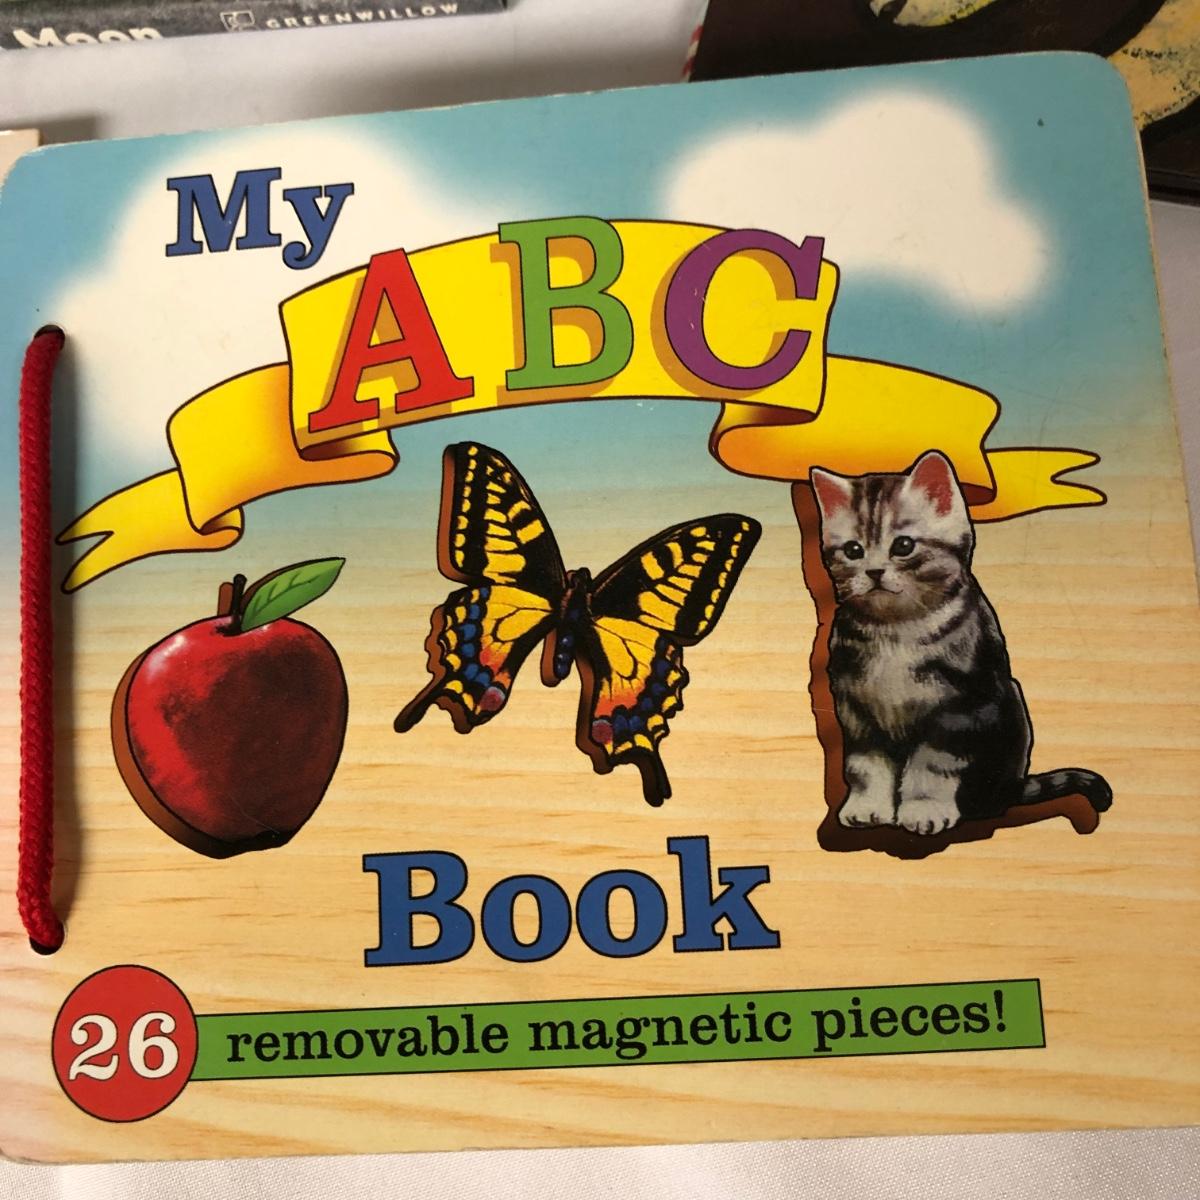 Moon
GREENWILLOW
My
ABC
Book
26 removable magnetic pieces!